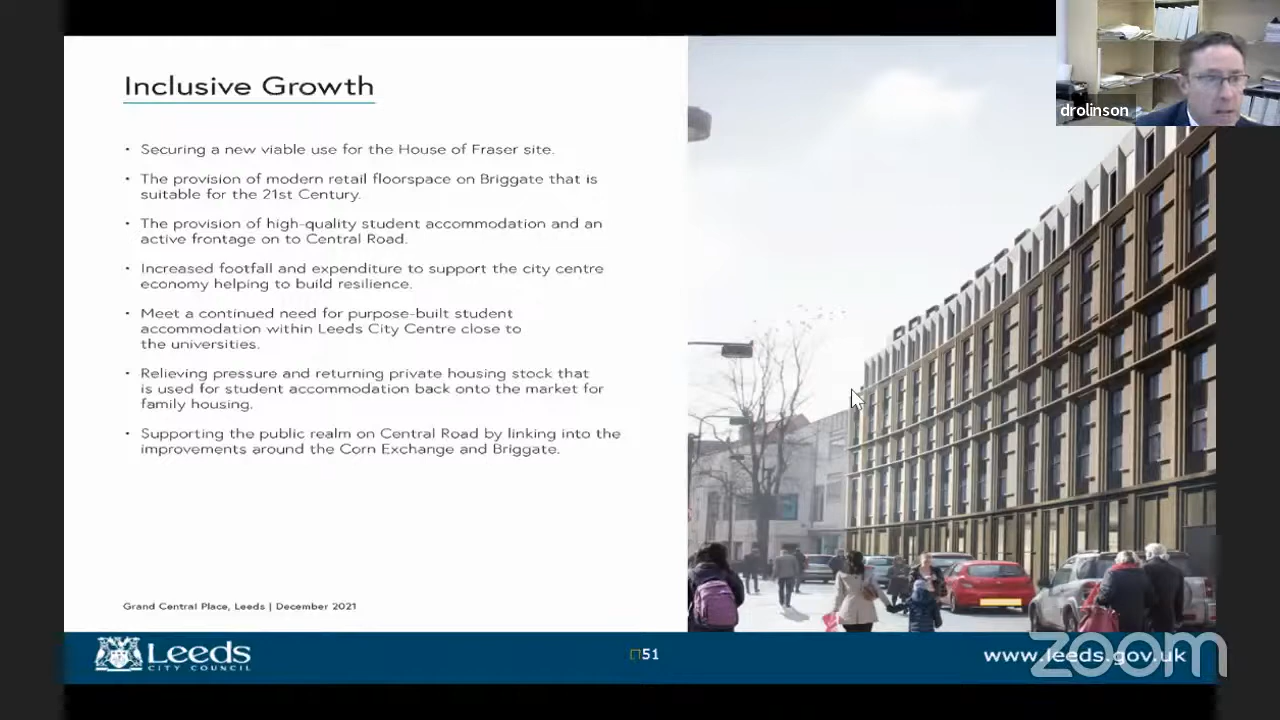 Inclusive Growth
drolinson
• Securing a new viable use for the House of Fraser site.
• The provision of modern retail floorspace on Briggate that is
suitable for the 21st Century.
• The provision of high-quality student accommodation and an
active frontage on to Central Road.
• Increased footfall and expenditure to support the city centre
economy helping to build resilience.
• Meet a continued need for purpose-built student
accommodation within Leeds City Centre close to
the universities.
• Relieving pressure and returning private housing stock that
is used for student accommodation back onto the market for
family housing.
• Supporting the public realm on Central Road by linking into the
improvements around the Corn Exchange and Briggate.
Grand Central Place, Leeds | December 2021
Leeds
CITY COUNCIL
51
www.leeds.gov.uk
zoom